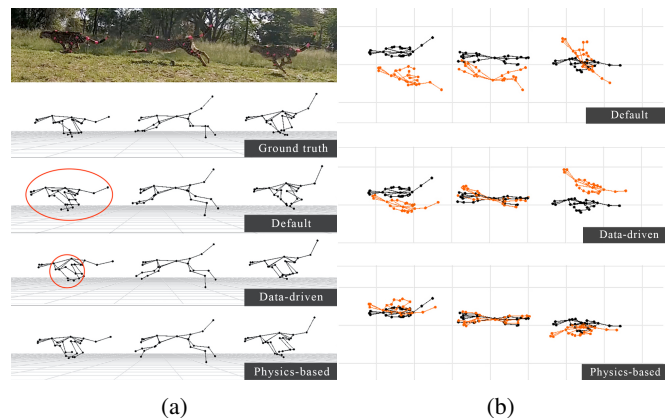 Ground truth
Default
Data-driven
Physics-based
(a)
Default
Data-driven
Physics-based
(b)